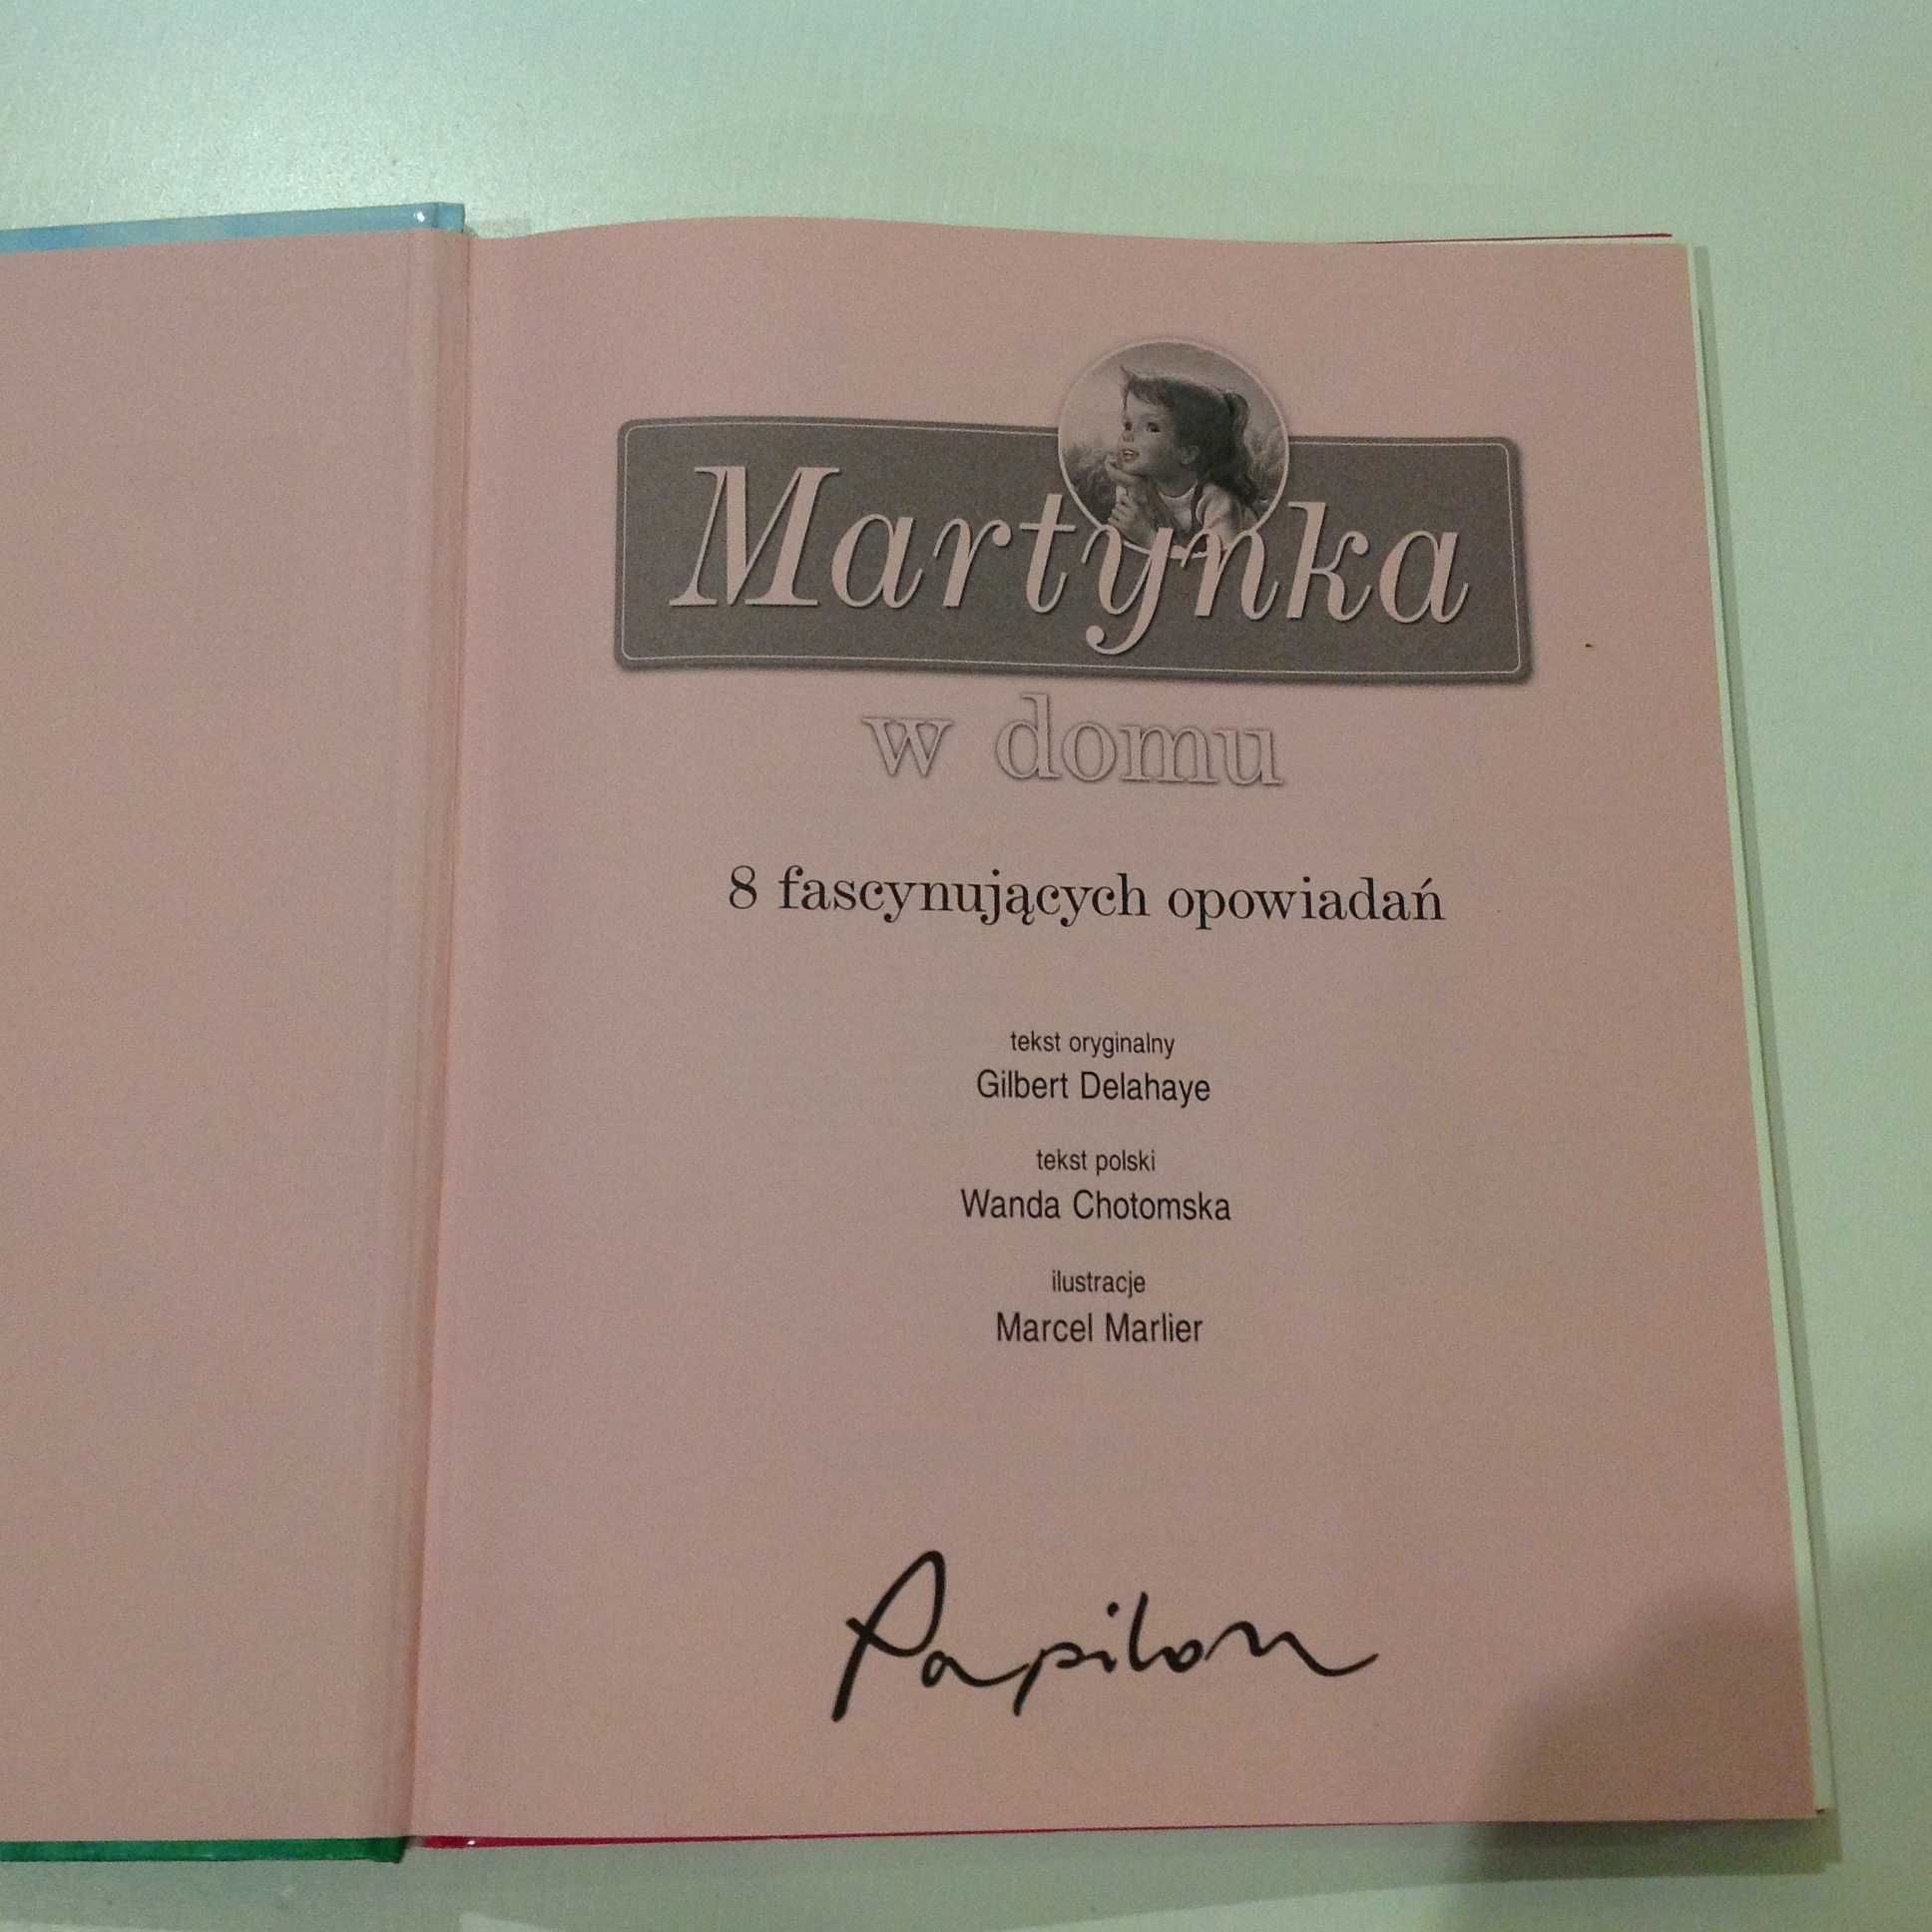 Martynka
w domu
8 fascynujących opowiadań
tekst oryginalny
Gilbert Delahaye
tekst polski
Wanda Chotomska
ilustracje
Marcel Marlier
Papilon